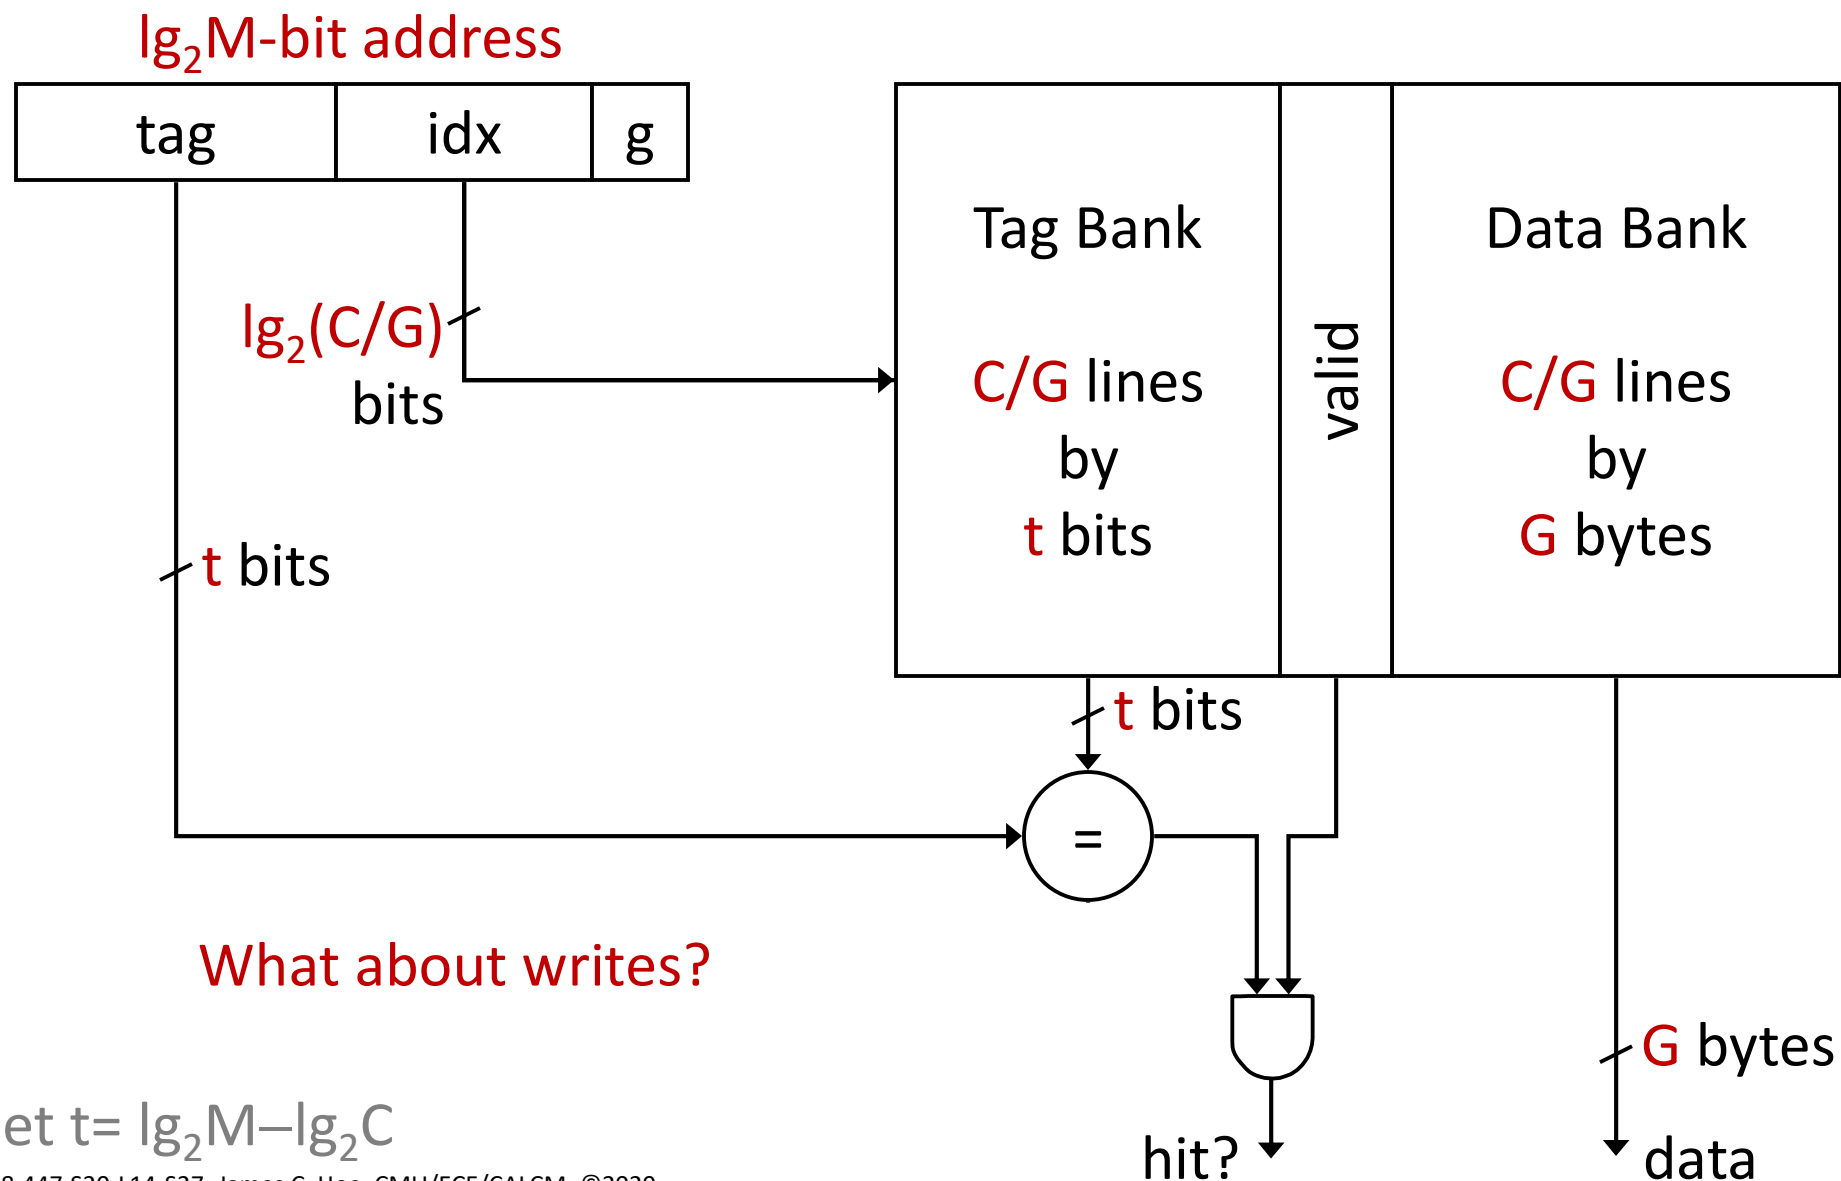 lg₂M-bit address
tag idx g
Tag Bank
Data Bank
lg₂(C/G)
bits
C/G lines
by
t bits
valid
C/G lines
by
G bytes
t bits
t bits
=
What about writes?
G bytes
et t= lg₂M–lg₂C
hit?
data